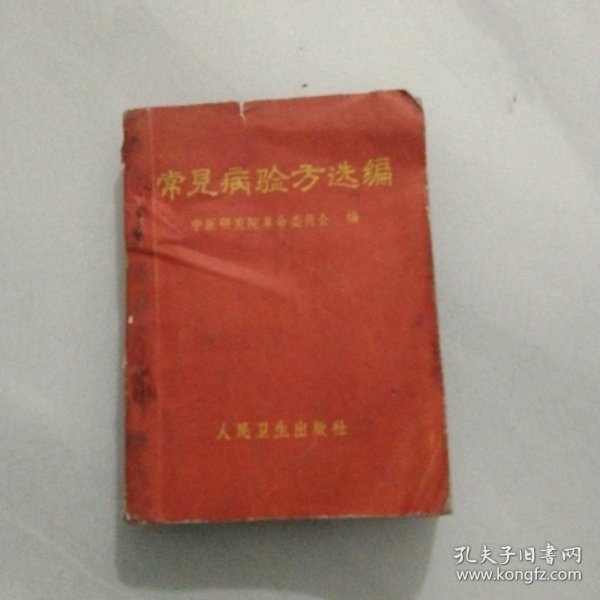 常见病验方选编
中医研究院革命委员会 编
人民卫生出版社
孔夫子旧书网
www.kongfz.com